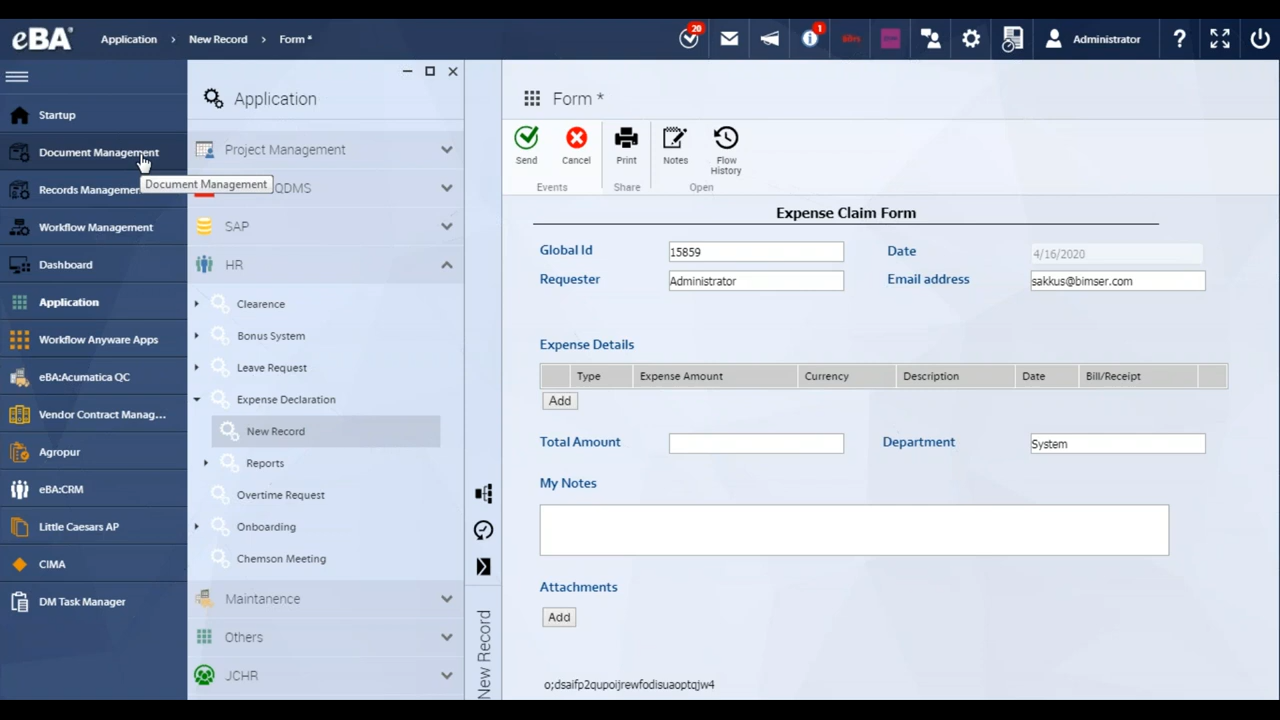 eBA® Application > New Record > Form * 20 1 Administrator ?
Startup
Document Management
Document Management
Records Managemen
Workflow Management
Dashboard
Application
Workflow Anyware Apps
eBA:Acumatica QC
Vendor Contract Manag...
Agropur
eBA:CRM
Little Caesars AP
CIMA
DM Task Manager
Application
Project Management
QDMS
SAP
HR
Clearence
Bonus System
Leave Request
Expense Declaration
New Record
Reports
Overtime Request
Onboarding
Chemson Meeting
Maintanence
Others
JCHR
New Record
Form *
Send Cancel Print Notes Flow History
Events Share Open
Expense Claim Form
Global Id 15859 Date 4/16/2020
Requester Administrator Email address sakkus@bimser.com
Expense Details
Type Expense Amount Currency Description Date Bill/Receipt
Add
Total Amount Department System
My Notes
Attachments
Add
o;dsaifp2qupoijrewfodisuaoptqjw4